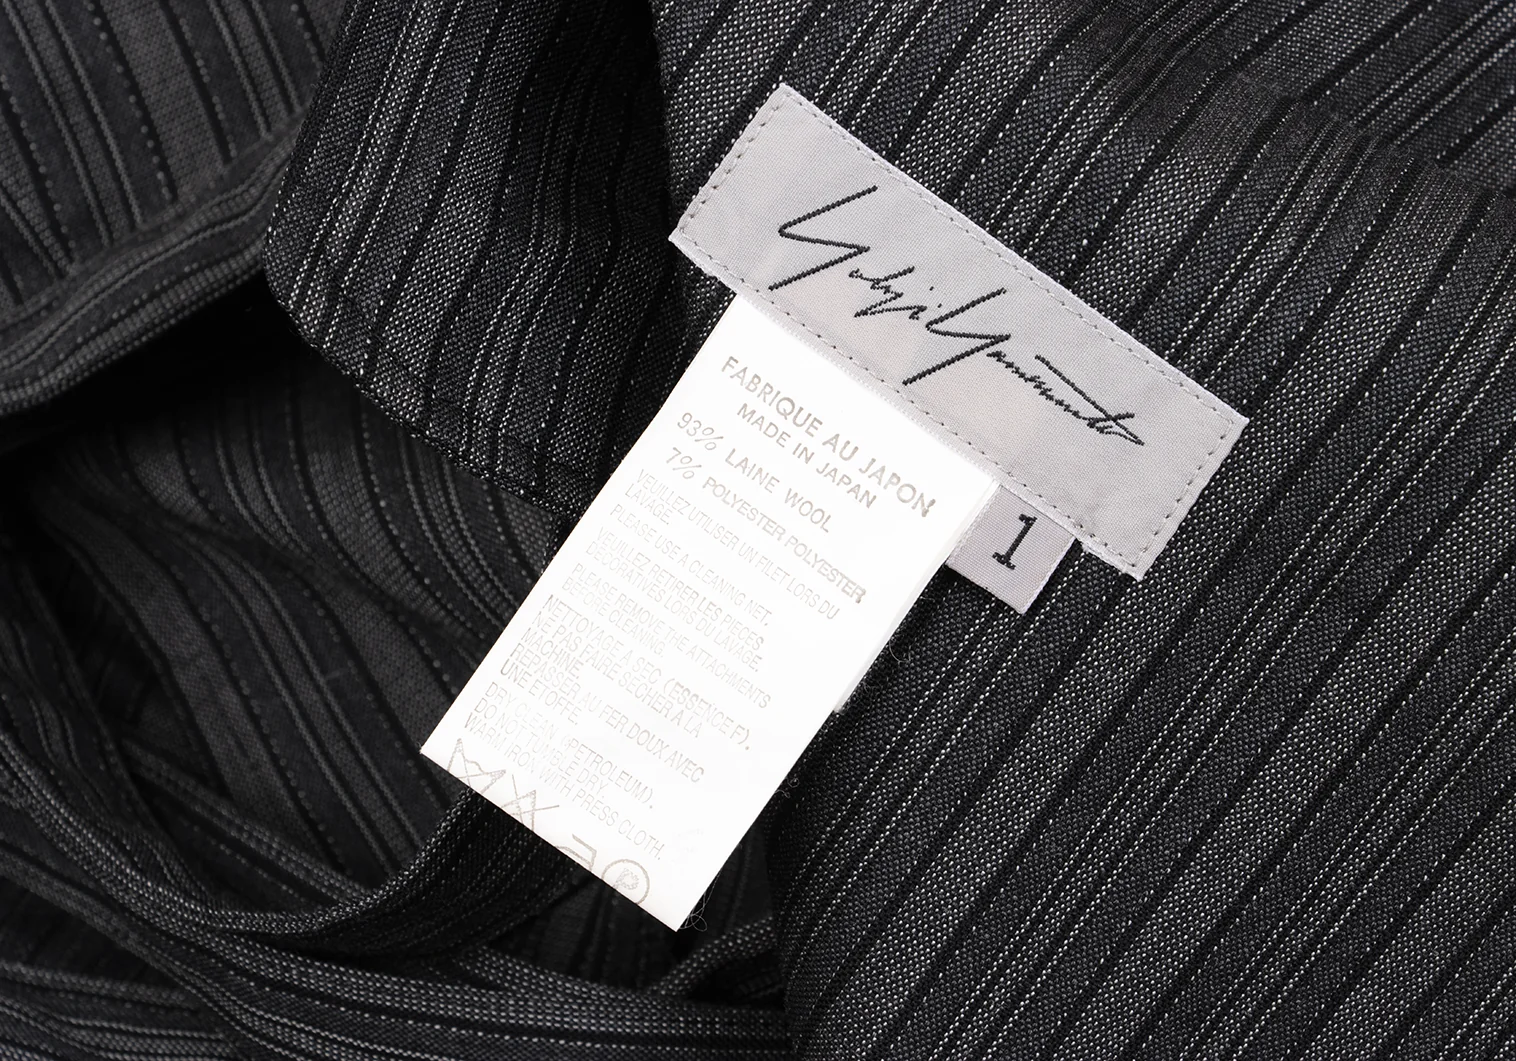 Yohji Yamamoto
1
FABRIQUE AU JAPON
MADE IN JAPAN
93% LAINE WOOL
7% POLYESTER POLYESTER
VEUILLEZ UTILISER UN FILET LORS DU
LAVAGE.
PLEASE USE A CLEANING NET.
VEUILLEZ RETIRER LES PIECES
DECORATIVES LORS DU LAVAGE.
PLEASE REMOVE THE ATTACHMENTS
BEFORE CLEANING.
NETTOYAGE A SEC (ESSENCE F).
NE PAS FAIRE SECHER A LA
MACHINE.
REPASSER AU FER DOUX AVEC
UNE ETOFFE.
DRY CLEAN (PETROLEUM).
DO NOT TUMBLE DRY.
WARM IRON WITH PRESS CLOTH.